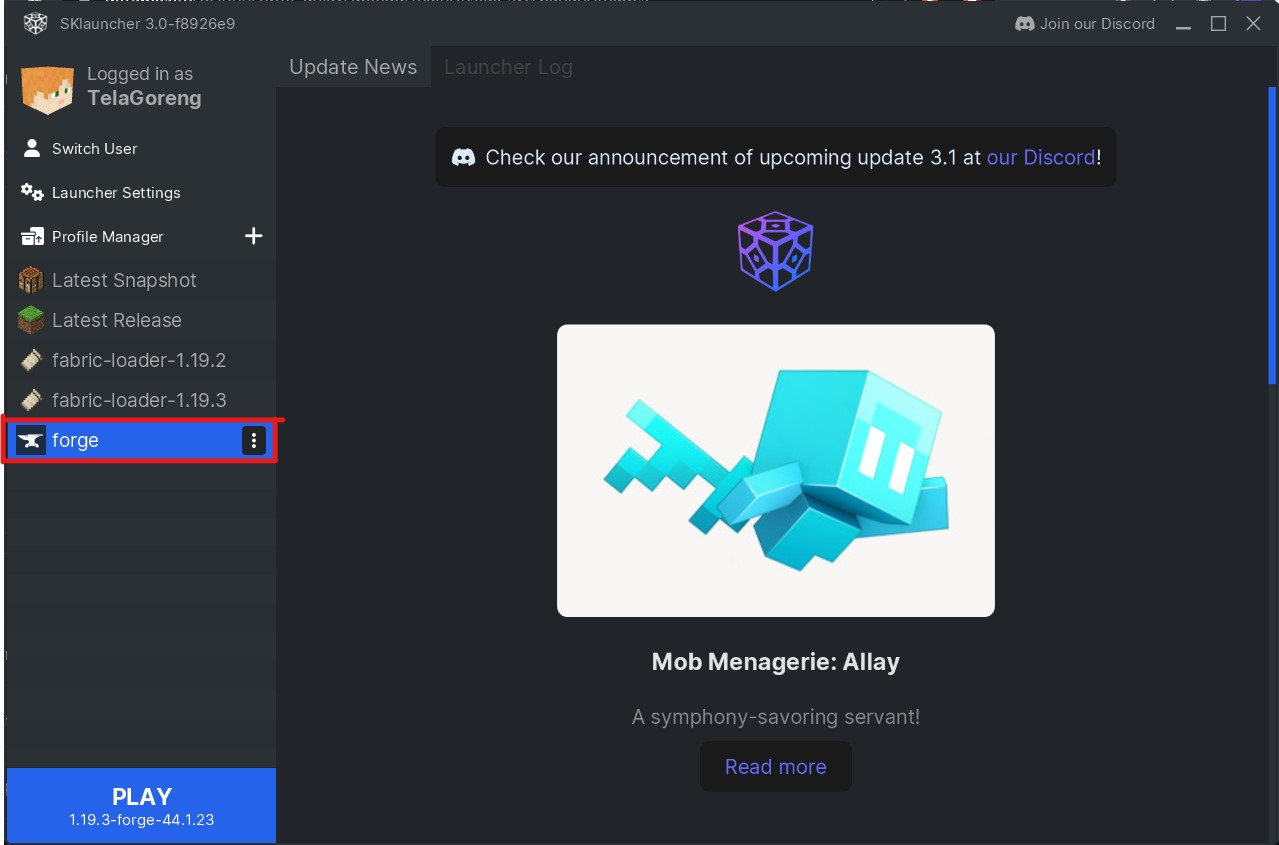 SKlauncher 3.0-f8926e9
Join our Discord
Logged in as
TelaGoreng
Switch User
Launcher Settings
Profile Manager
Latest Snapshot
Latest Release
fabric-loader-1.19.2
fabric-loader-1.19.3
forge
PLAY
1.19.3-forge-44.1.23
Update News
Launcher Log
Check our announcement of upcoming update 3.1 at our Discord!
Mob Menagerie: Allay
A symphony-savoring servant!
Read more